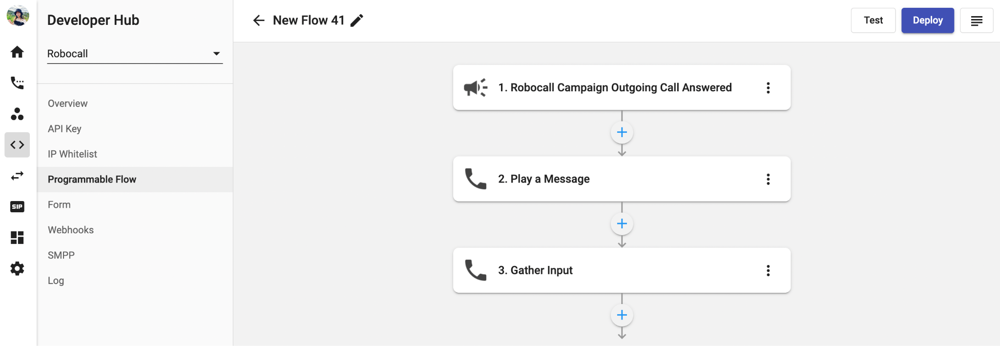 Developer Hub
Robocall
Overview
API Key
IP Whitelist
Programmable Flow
Form
Webhooks
SMPP
Log
SIP
New Flow 41
Test
Deploy
1. Robocall Campaign Outgoing Call Answered
2. Play a Message
3. Gather Input